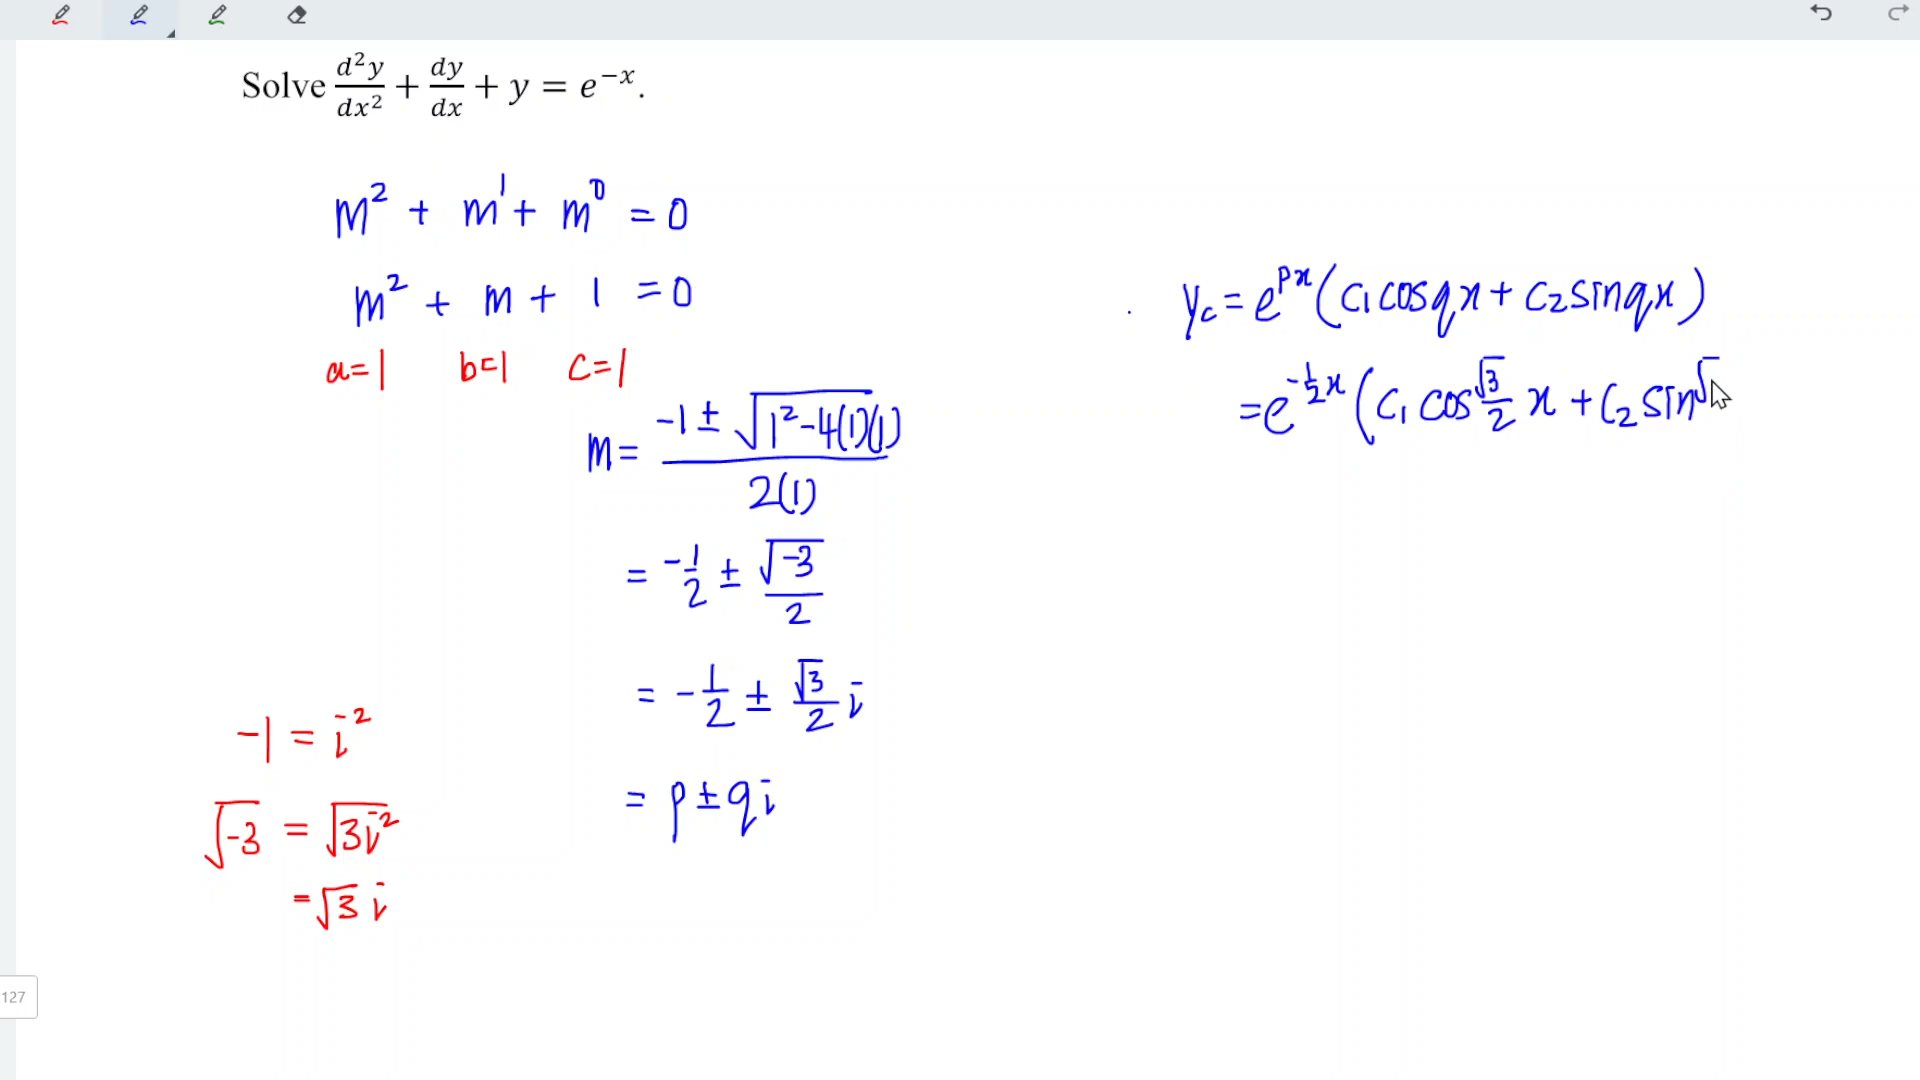 Solve d²y/dx² + dy/dx + y = e⁻ˣ.
m² + m¹ + m⁰ = 0
m² + m + 1 = 0
a=1 b=1 c=1
m = (-1 ± √(1²-4(1)(1)))/2(1)
= -1/2 ± √-3/2
= -1/2 ± √3/2 i
= p ± qi
-1 = i²
√-3 = √3i²
= √3 i
yc = e^px (c₁ cos qx + c₂ sin qx)
= e^-1/2x (c₁ cos √3/2 x + c₂ sin √
127